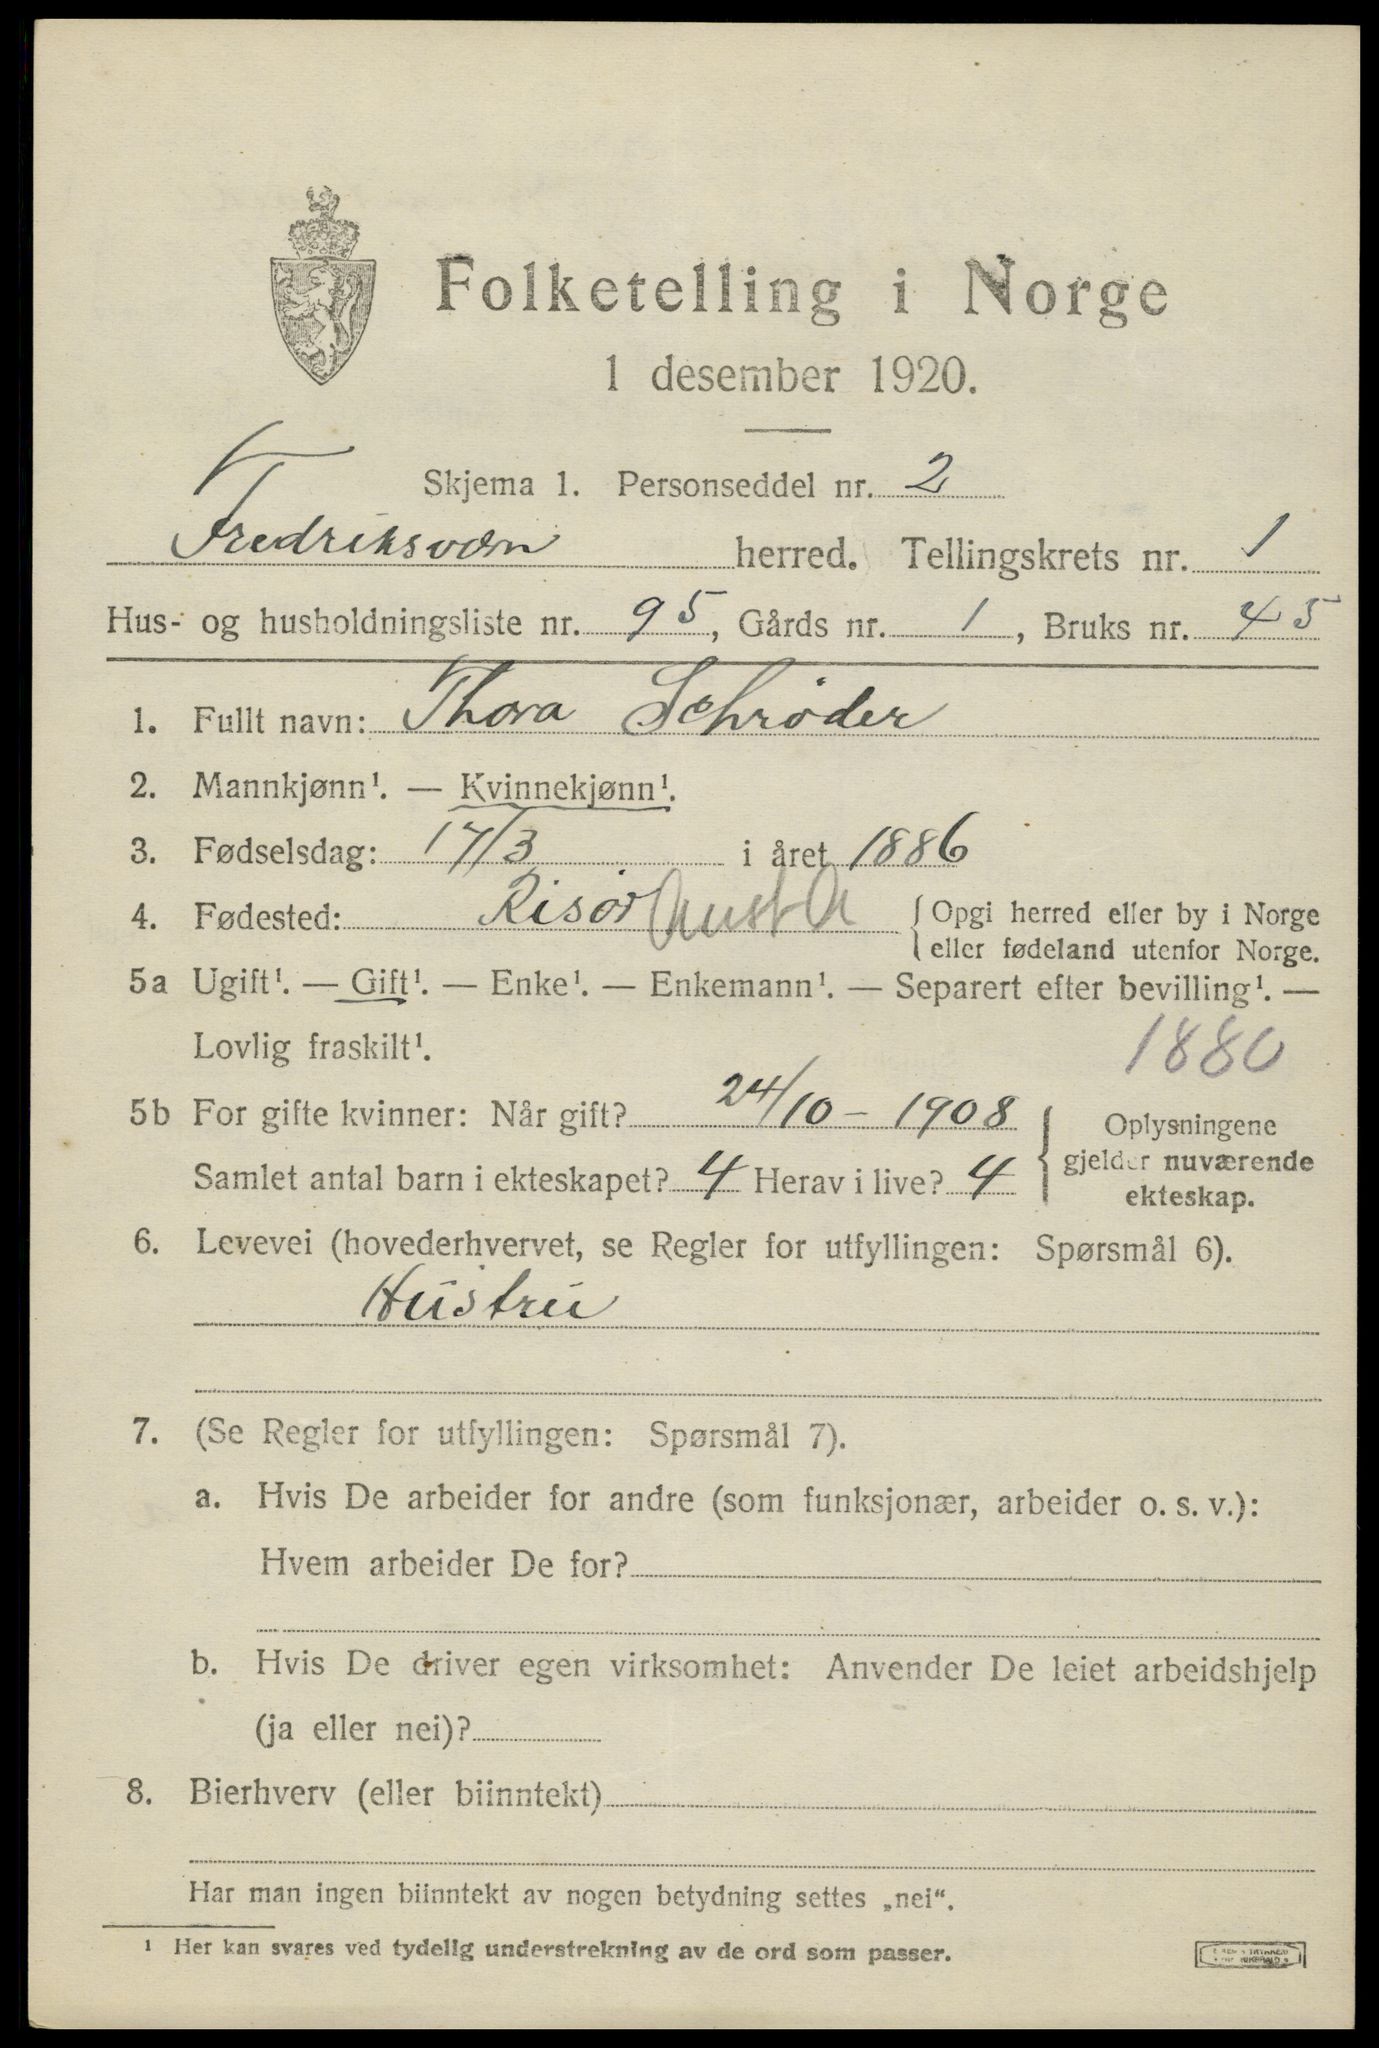 Folketelling i Norge
1 desember 1920.
Skjema 1. Personseddel nr. 2
Fredriksværn herred. Tellingskrets nr. 1
Hus- og husholdningsliste nr. 95, Gårds nr. 1, Bruks nr. 45
1. Fullt navn: Thora Schrøder
2. Mannkjønn¹. — Kvinnekjønn¹.
3. Fødselsdag: 17/3 i året 1886
4. Fødested: Risør Aust A { Opgi herred eller by i Norge
eller fødeland utenfor Norge.
5a Ugift¹. — Gift¹. — Enke¹. — Enkemann¹. — Separert efter bevilling¹. —
Lovlig fraskilt¹. 1880
5b For gifte kvinner: Når gift? 24/10 - 1908 { Oplysningene
gjelder nuværende
ekteskap.
Samlet antal barn i ekteskapet? 4 Herav i live? 4
6. Levevei (hovederhvervet, se Regler for utfyllingen: Spørsmål 6).
Hustru
7. (Se Regler for utfyllingen: Spørsmål 7).
a. Hvis De arbeider for andre (som funksjonær, arbeider o. s. v.):
Hvem arbeider De for?
b. Hvis De driver egen virksomhet: Anvender De leiet arbeidshjelp
(ja eller nei)?
8. Bierhverv (eller biinntekt)
Har man ingen biinntekt av nogen betydning settes „nei“.
¹ Her kan svares ved tydelig understrekning av de ord som passer.